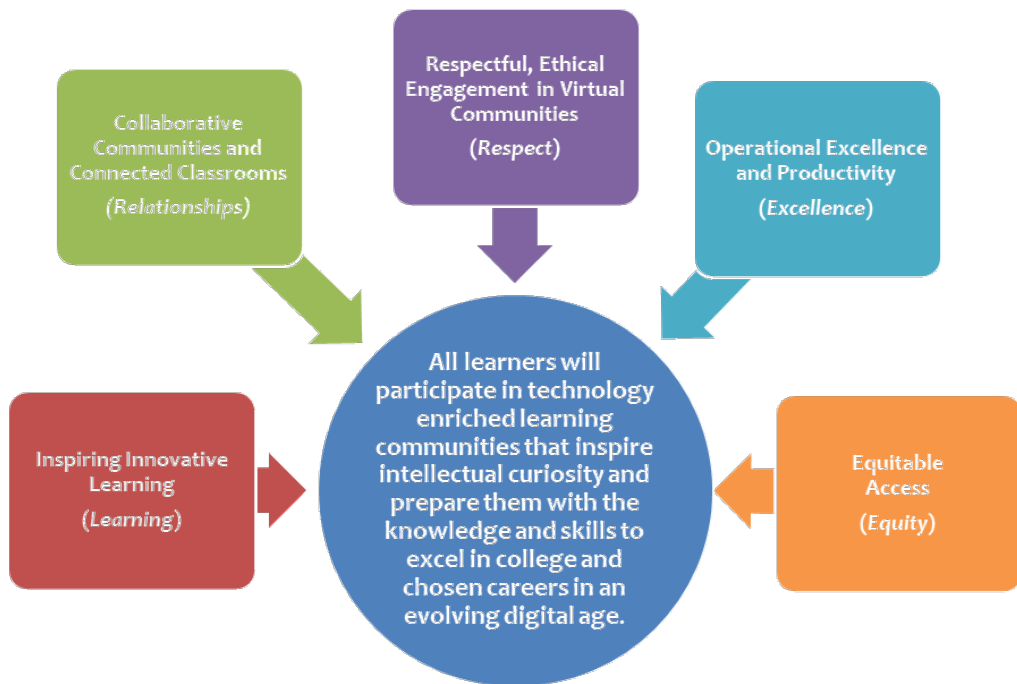 Respectful, Ethical
Engagement in Virtual
Communities
(Respect)
Collaborative
Communities and
Connected Classrooms
(Relationships)
Operational Excellence
and Productivity
(Excellence)
Inspiring Innovative
Learning
(Learning)
All learners will
participate in technology
enriched learning
communities that inspire
intellectual curiosity and
prepare them with the
knowledge and skills to
excel in college and
chosen careers in an
evolving digital age.
Equitable
Access
(Equity)